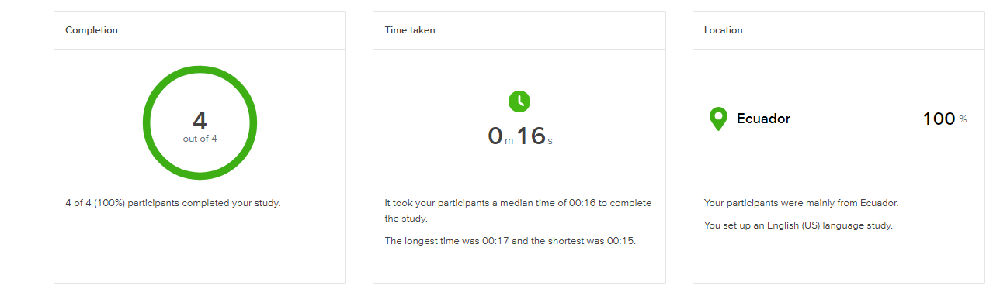 Completion
4
out of 4
4 of 4 (100%) participants completed your study.
Time taken
0 m 16 s
It took your participants a median time of 00:16 to complete
the study.
The longest time was 00:17 and the shortest was 00:15.
Location
Ecuador 100 %
Your participants were mainly from Ecuador.
You set up an English (US) language study.